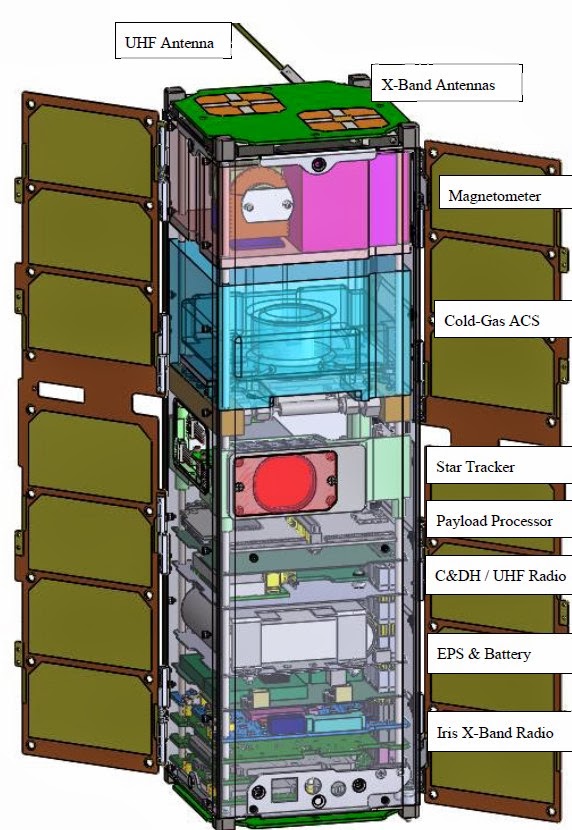 UHF Antenna
X-Band Antennas
Magnetometer
Cold-Gas ACS
Star Tracker
Payload Processor
C&DH / UHF Radio
EPS & Battery
Iris X-Band Radio